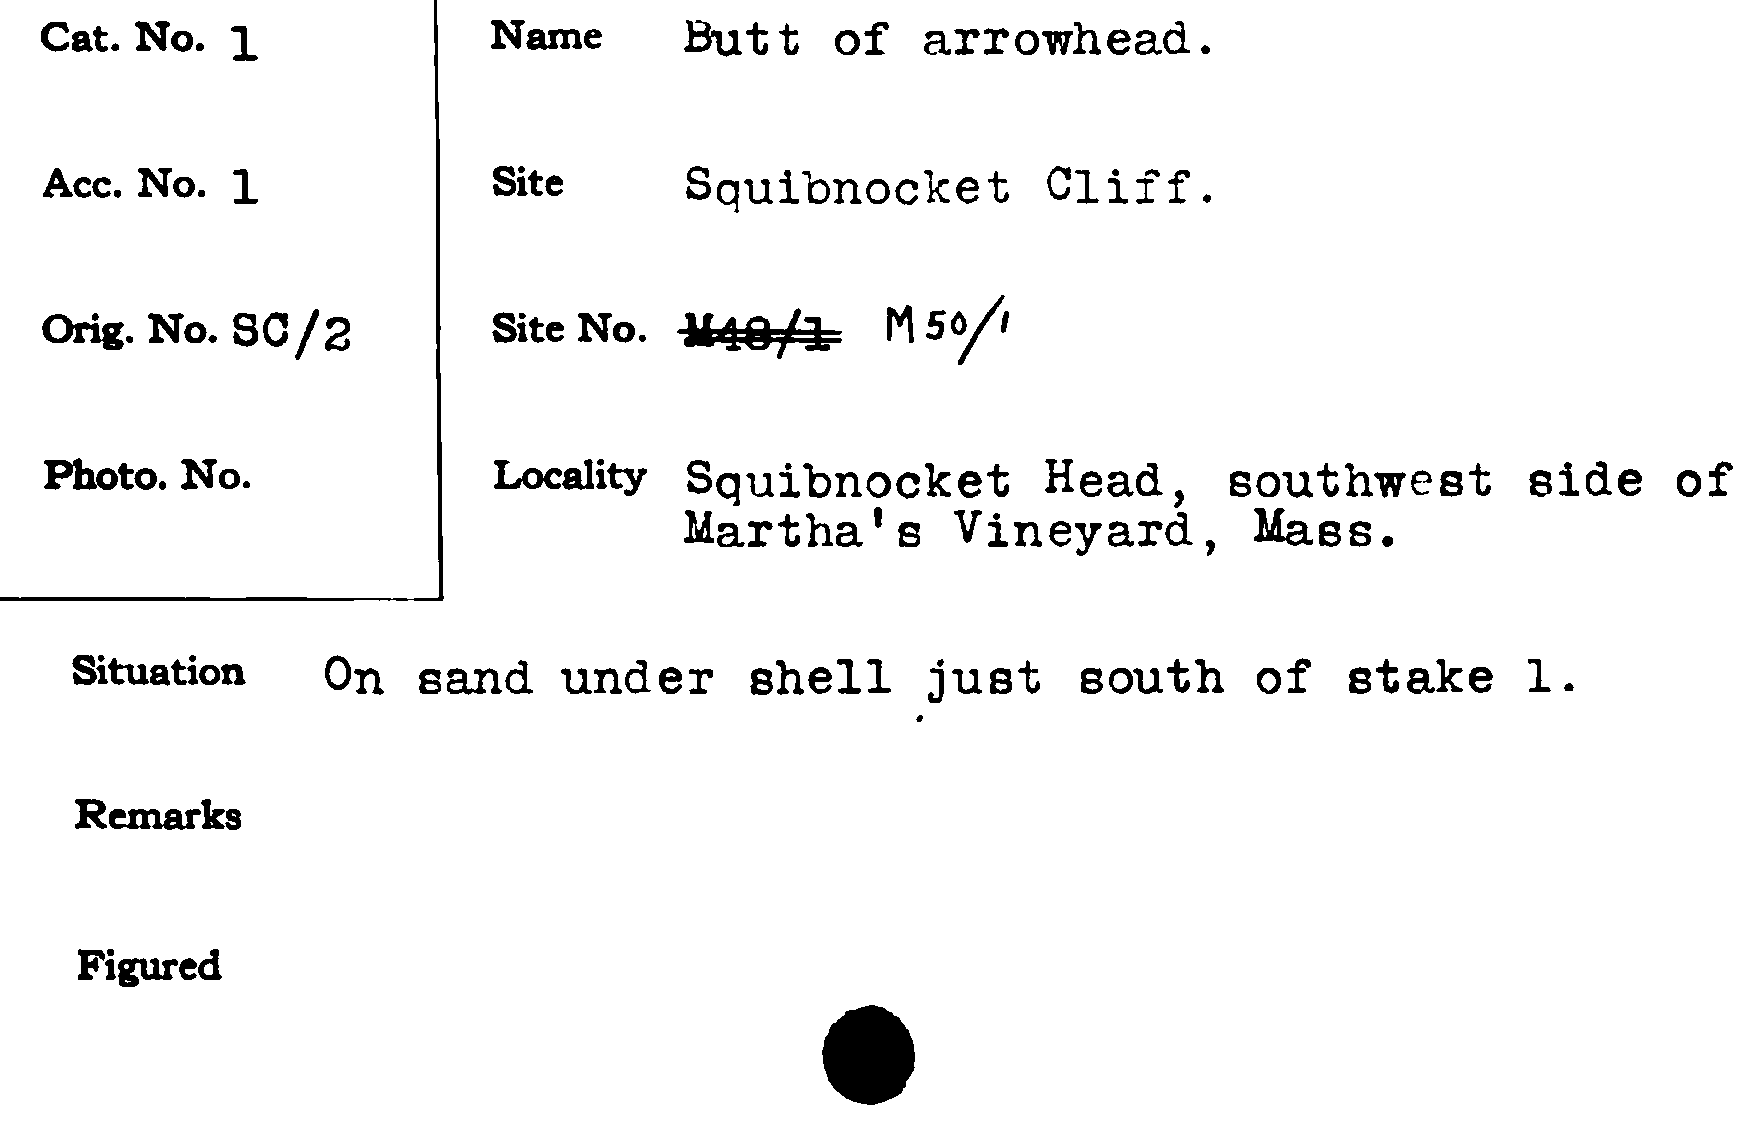 Cat. No. 1
Name Butt of arrowhead.
Acc. No. 1
Site Squibnocket Cliff.
Orig. No. SC/2
Site No. M48/1 M50/1
Photo. No.
Locality Squibnocket Head, southwest side of
Martha's Vineyard, Mass.
Situation On sand under shell just south of stake 1.
Remarks
Figured